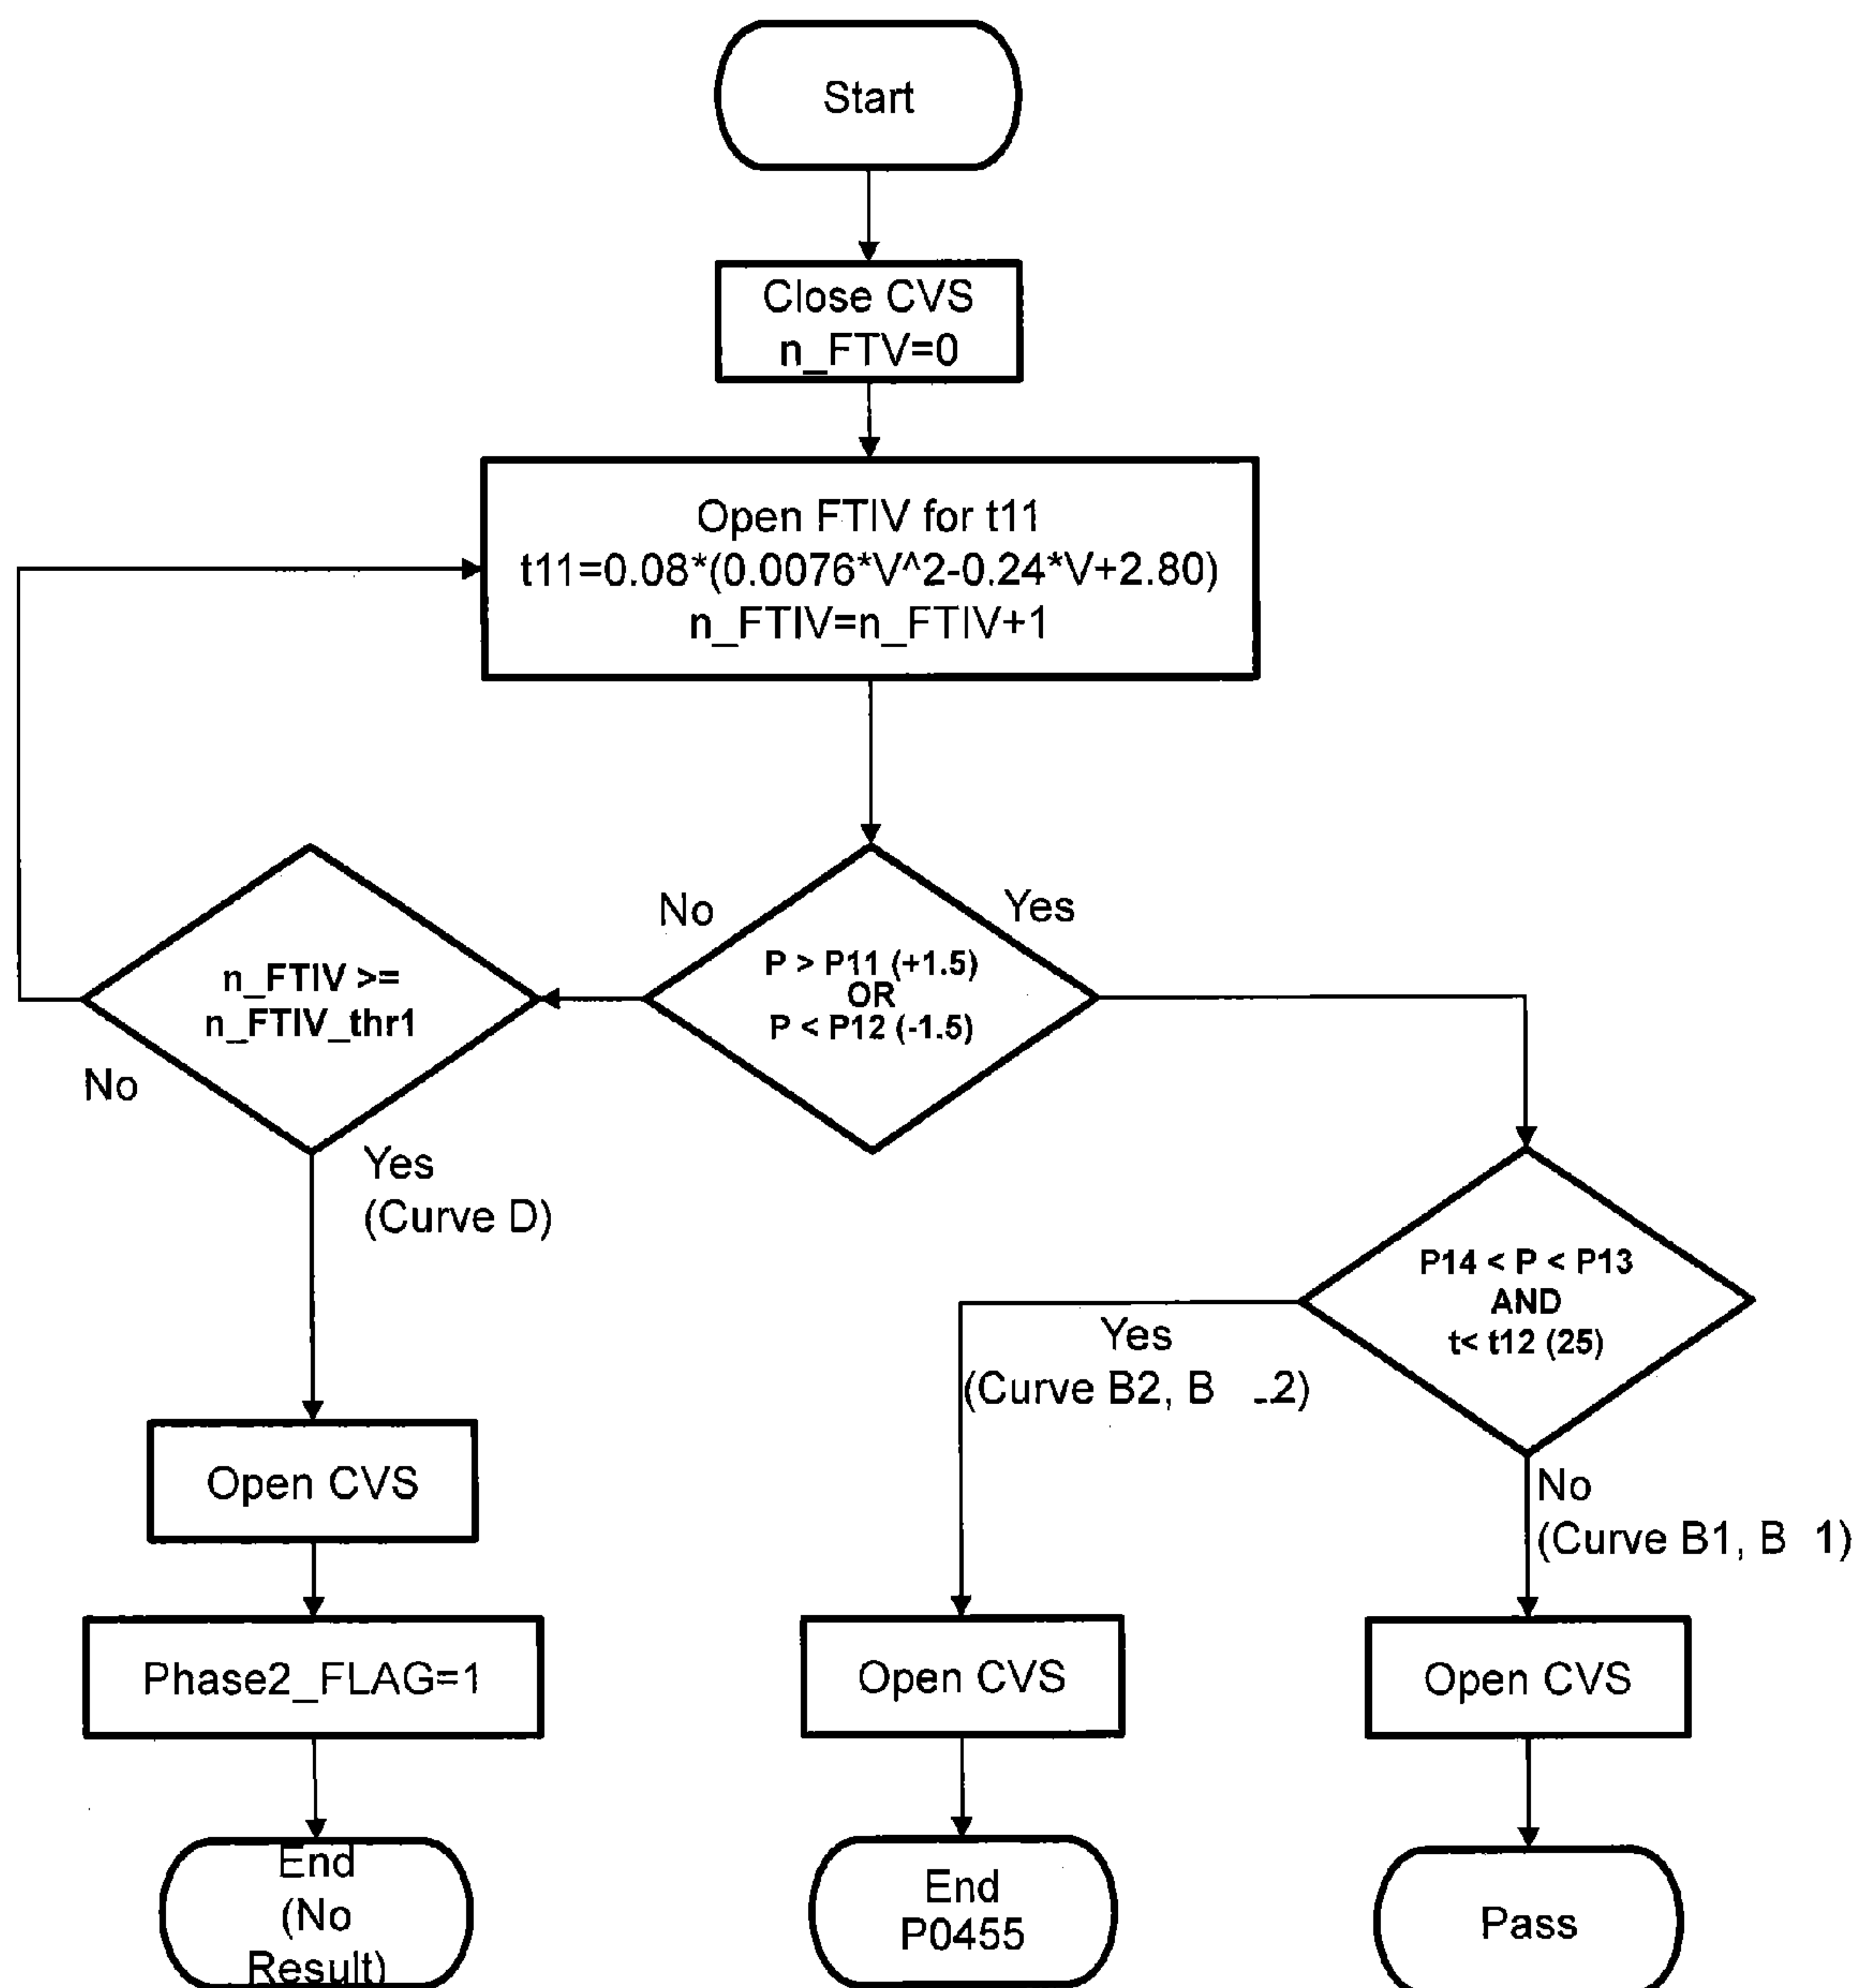 Start
Close CVS
n_FTV=0
Open FTIV for t11
t11=0.08*(0.0076*V^2-0.24*V+2.80)
n_FTIV=n_FTIV+1
No
Yes
P > P11 (+1.5)
OR
P < P12 (-1.5)
n_FTIV >=
n_FTIV_thr1
No
Yes
(Curve D)
P14 < P < P13
AND
t< t12 (25)
Yes
(Curve B2, B 2)
No
(Curve B1, B 1)
Open CVS
Phase2_FLAG=1
End
(No
Result)
Open CVS
End
P0455
Open CVS
Pass